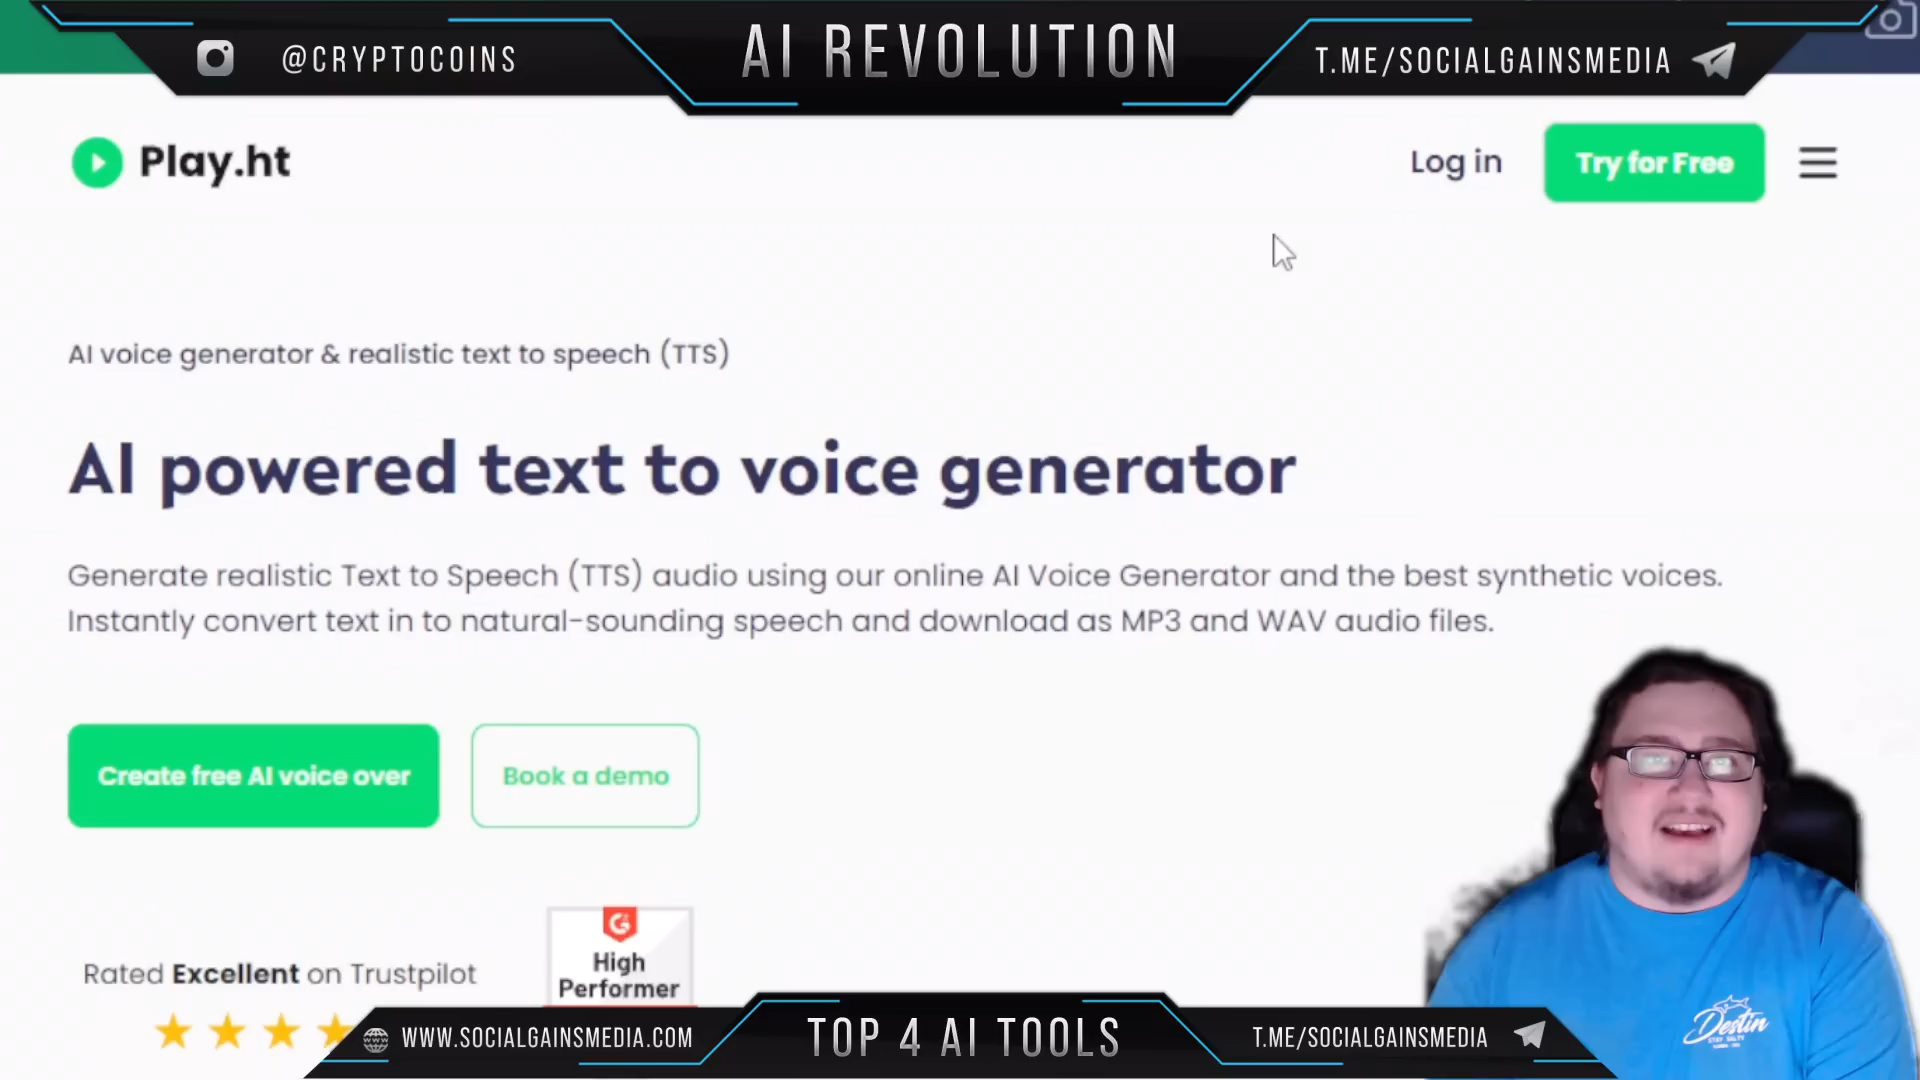 @CRYPTOCOINS
AI REVOLUTION
T.ME/SOCIALGAINSMEDIA
Play.ht
Log in
Try for Free
AI voice generator & realistic text to speech (TTS)
AI powered text to voice generator
Generate realistic Text to Speech (TTS) audio using our online AI Voice Generator and the best synthetic voices.
Instantly convert text in to natural-sounding speech and download as MP3 and WAV audio files.
Create free AI voice over
Book a demo
Rated Excellent on Trustpilot
G
High
Performer
WWW.SOCIALGAINSMEDIA.COM
TOP 4 AI TOOLS
T.ME/SOCIALGAINSMEDIA
Destin
STAY SALTY